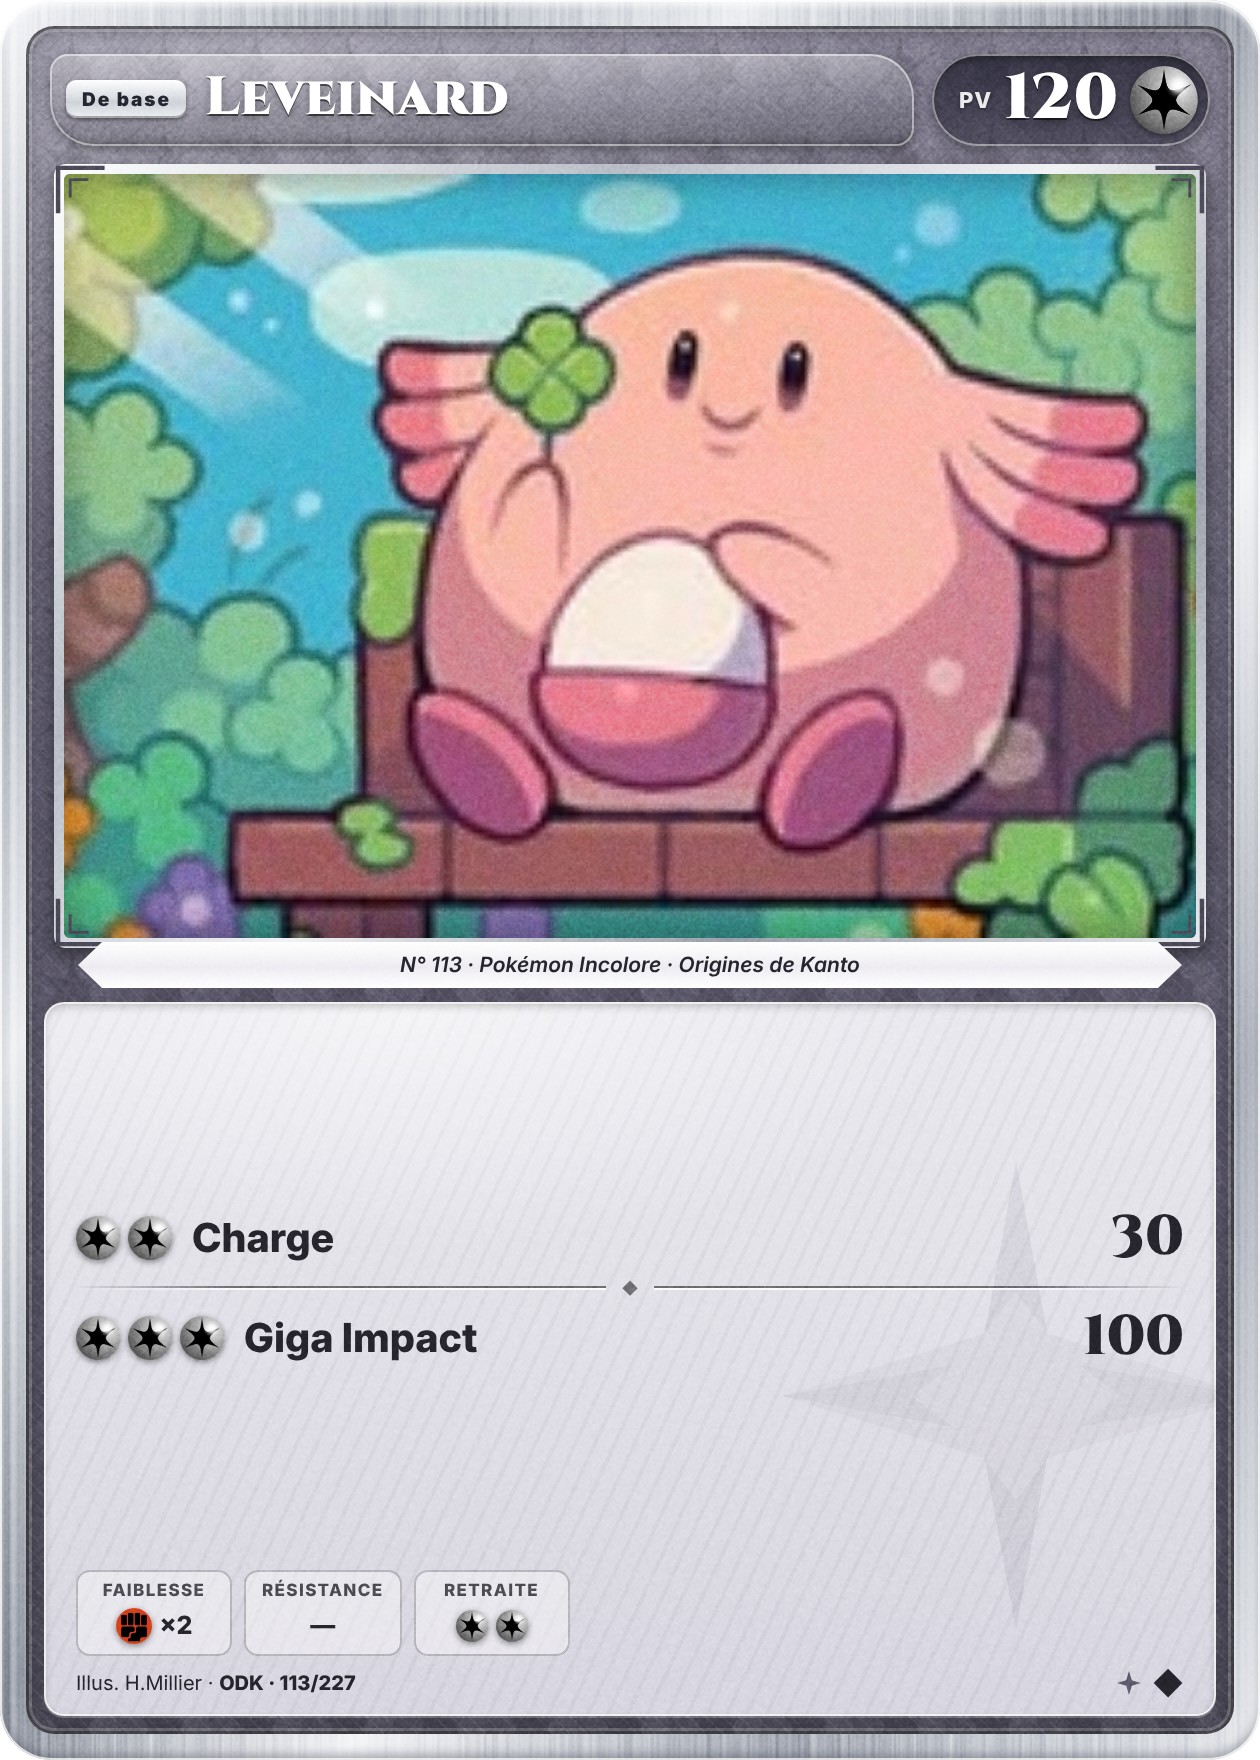 De base LEVEINARD PV 120
N° 113 · Pokémon Incolore · Origines de Kanto
Charge 30
Giga Impact 100
FAIBLESSE RÉSISTANCE RETRAITE
×2 —
Illus. H.Millier · ODK · 113/227